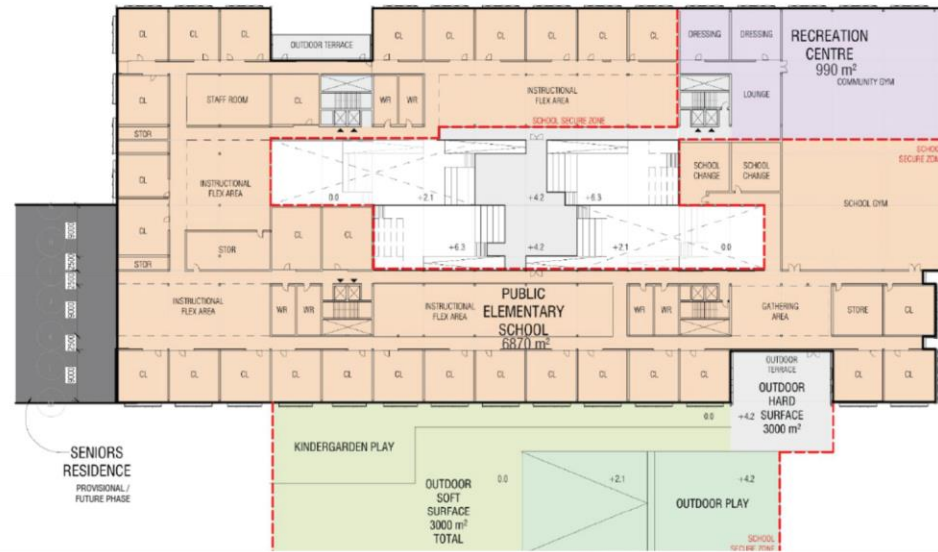 CL
CL
CL
OUTDOOR TERRACE
CL
CL
CL
CL
CL
CL
DRESSING
DRESSING
RECREATION
CENTRE
990 m²
COMMUNITY GYM
LOUNGE
CL
STAFF ROOM
CL
WR
WR
INSTRUCTIONAL
FLEX AREA
SCHOOL SECURE ZONE
STOR
CL
INSTRUCTIONAL
FLEX AREA
0.0
+2.1
+4.2
+6.3
SCHOOL
CHANGE
SCHOOL
CHANGE
SCHOOL
SECURE ZONE
SCHOOL GYM
CL
STOR
CL
CL
STOR
+6.3
+4.2
+2.1
0.0
INSTRUCTIONAL
FLEX AREA
WR
WR
INSTRUCTIONAL
FLEX AREA
PUBLIC
ELEMENTARY
SCHOOL
6870 m²
WR
WR
GATHERING
AREA
STORE
CL
CL
CL
CL
CL
CL
CL
CL
CL
CL
CL
CL
CL
OUTDOOR
TERRACE
CL
CL
OUTDOOR
HARD
SURFACE
3000 m²
0.0
+4.2
KINDERGARDEN PLAY
SENIORS
RESIDENCE
PROVISIONAL /
FUTURE PHASE
OUTDOOR
SOFT
SURFACE
3000 m²
TOTAL
0.0
+2.1
+4.2
OUTDOOR PLAY
SCHOOL
SECURE ZONE